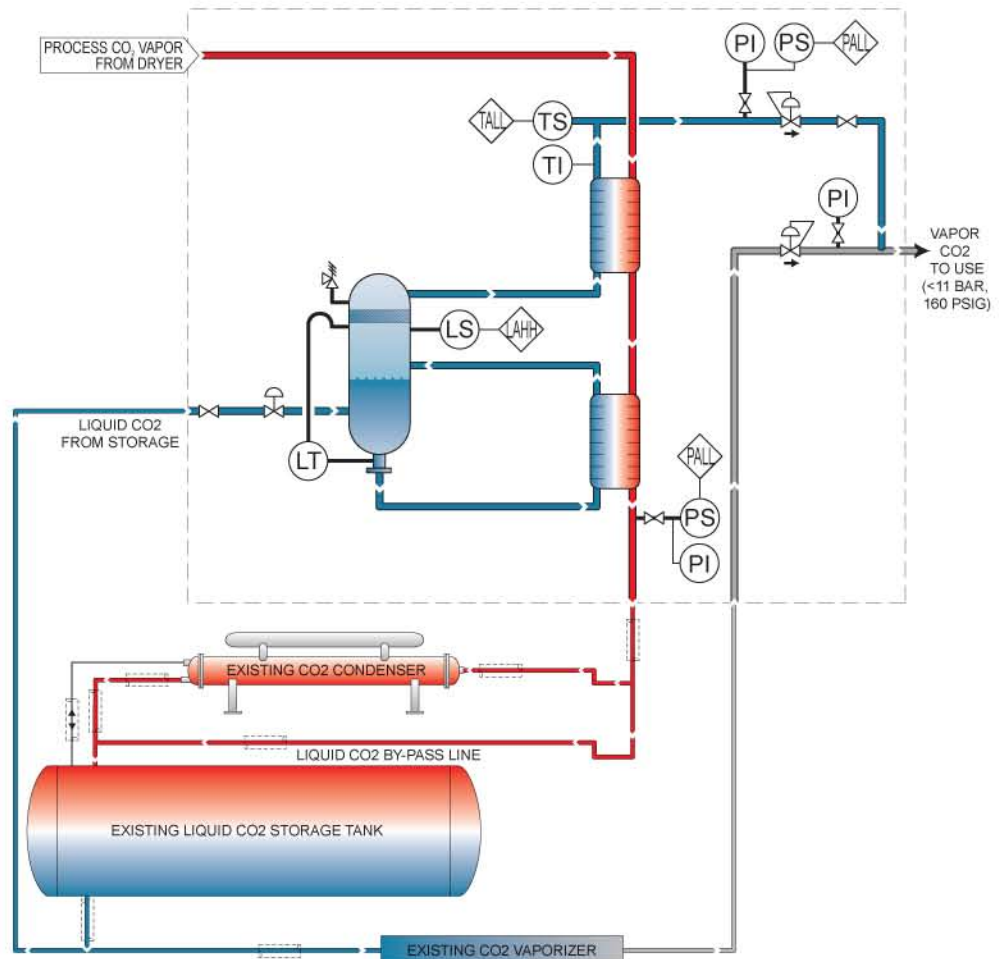 PROCESS CO2 VAPOR
FROM DRYER
PI
PS
PALL
TALL
TS
TI
PI
VAPOR
CO2
TO USE
(<11 BAR,
160 PSIG)
LS
LAHH
LIQUID CO2
FROM STORAGE
LT
PALL
PS
PI
EXISTING CO2 CONDENSER
LIQUID CO2 BY-PASS LINE
EXISTING LIQUID CO2 STORAGE TANK
EXISTING CO2 VAPORIZER